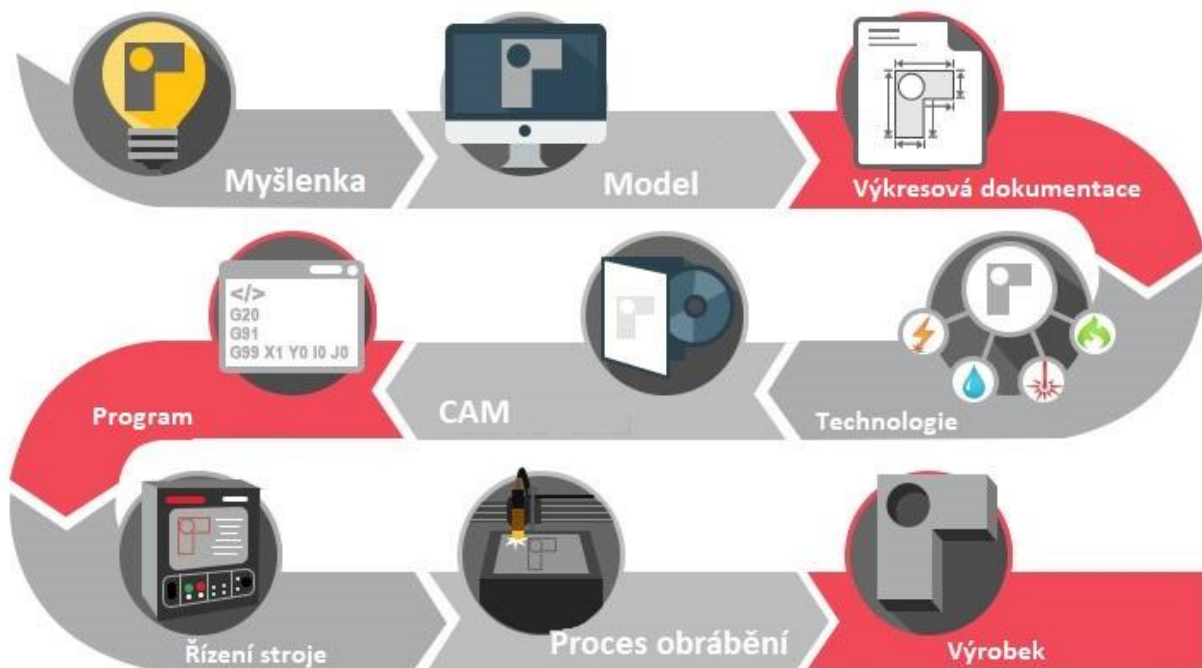 Myšlenka
Model
Výkresová dokumentace
Technologie
CAM
</>
G20
G91
G99 X1 Y0 I0 J0
Program
Řízení stroje
Proces obrábění
Výrobek